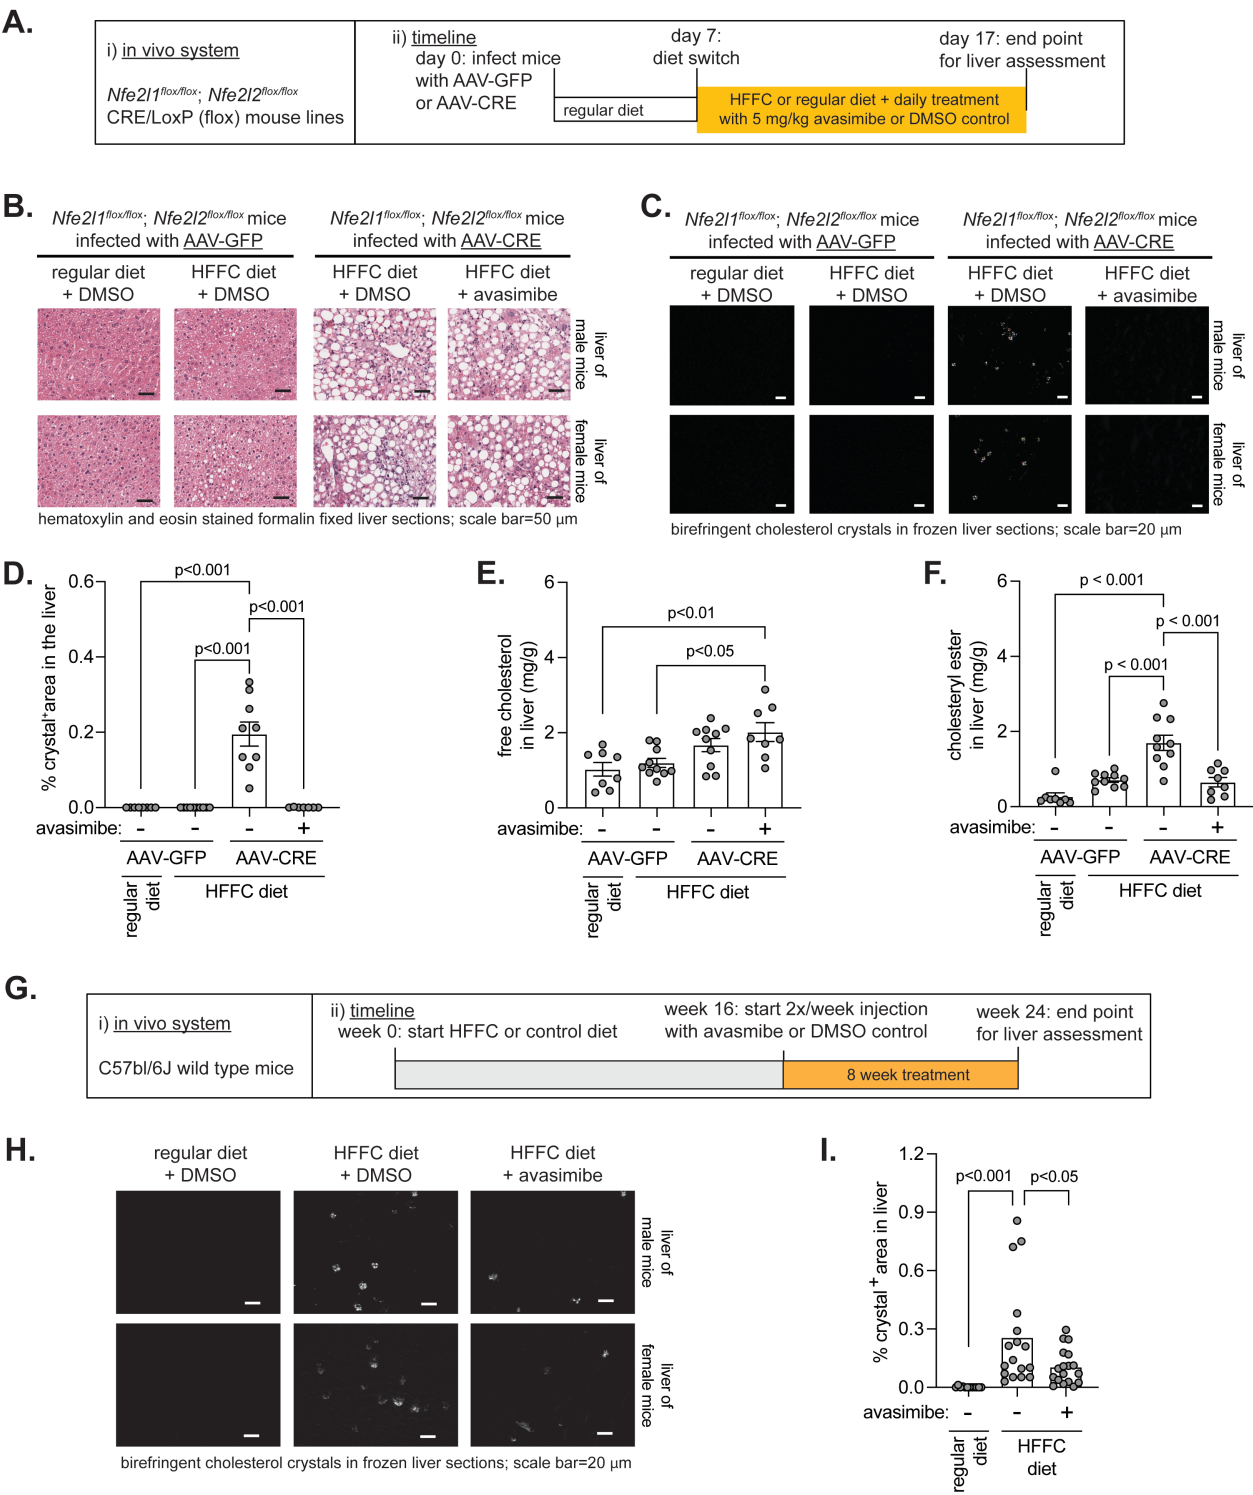 A.
i) in vivo system
Nfe2l1flox/flox; Nfe2l2flox/flox
CRE/LoxP (flox) mouse lines
ii) timeline
day 0: infect mice
with AAV-GFP
or AAV-CRE
regular diet
day 7:
diet switch
HFFC or regular diet + daily treatment
with 5 mg/kg avasimibe or DMSO control
day 17: end point
for liver assessment
B.
Nfe2l1flox/flox; Nfe2l2flox/flox mice
infected with AAV-GFP
Nfe2l1flox/flox; Nfe2l2flox/flox mice
infected with AAV-CRE
regular diet
+ DMSO
HFFC diet
+ DMSO
HFFC diet
+ DMSO
HFFC diet
+ avasimibe
liver of
male mice
liver of
female mice
hematoxylin and eosin stained formalin fixed liver sections; scale bar=50 μm
C.
Nfe2l1flox/flox; Nfe2l2flox/flox mice
infected with AAV-GFP
Nfe2l1flox/flox; Nfe2l2flox/flox mice
infected with AAV-CRE
regular diet
+ DMSO
HFFC diet
+ DMSO
HFFC diet
+ DMSO
HFFC diet
+ avasimibe
liver of
male mice
liver of
female mice
birefringent cholesterol crystals in frozen liver sections; scale bar=20 μm
D.
% crystal+area in the liver
0.6
0.4
0.2
0.0
p<0.001
p<0.001
p<0.001
avasimibe: - - - +
AAV-GFP AAV-CRE
regular
diet
HFFC diet
E.
free cholesterol
in liver (mg/g)
6
4
2
0
p<0.01
p<0.05
avasimibe: - - - +
AAV-GFP AAV-CRE
regular
diet
HFFC diet
F.
cholesteryl ester
in liver (mg/g)
6
4
2
0
p < 0.001
p < 0.001
p < 0.001
avasimibe: - - - +
AAV-GFP AAV-CRE
regular
diet
HFFC diet
G.
i) in vivo system
C57bl/6J wild type mice
ii) timeline
week 0: start HFFC or control diet
week 16: start 2x/week injection
with avasmibe or DMSO control
week 24: end point
for liver assessment
8 week treatment
H.
regular diet
+ DMSO
HFFC diet
+ DMSO
HFFC diet
+ avasimibe
liver of
male mice
liver of
female mice
birefringent cholesterol crystals in frozen liver sections; scale bar=20 μm
I.
% crystal + area in liver
1.2
0.9
0.6
0.3
0.0
p<0.001
p<0.05
avasimibe: - - +
regular
diet
HFFC
diet